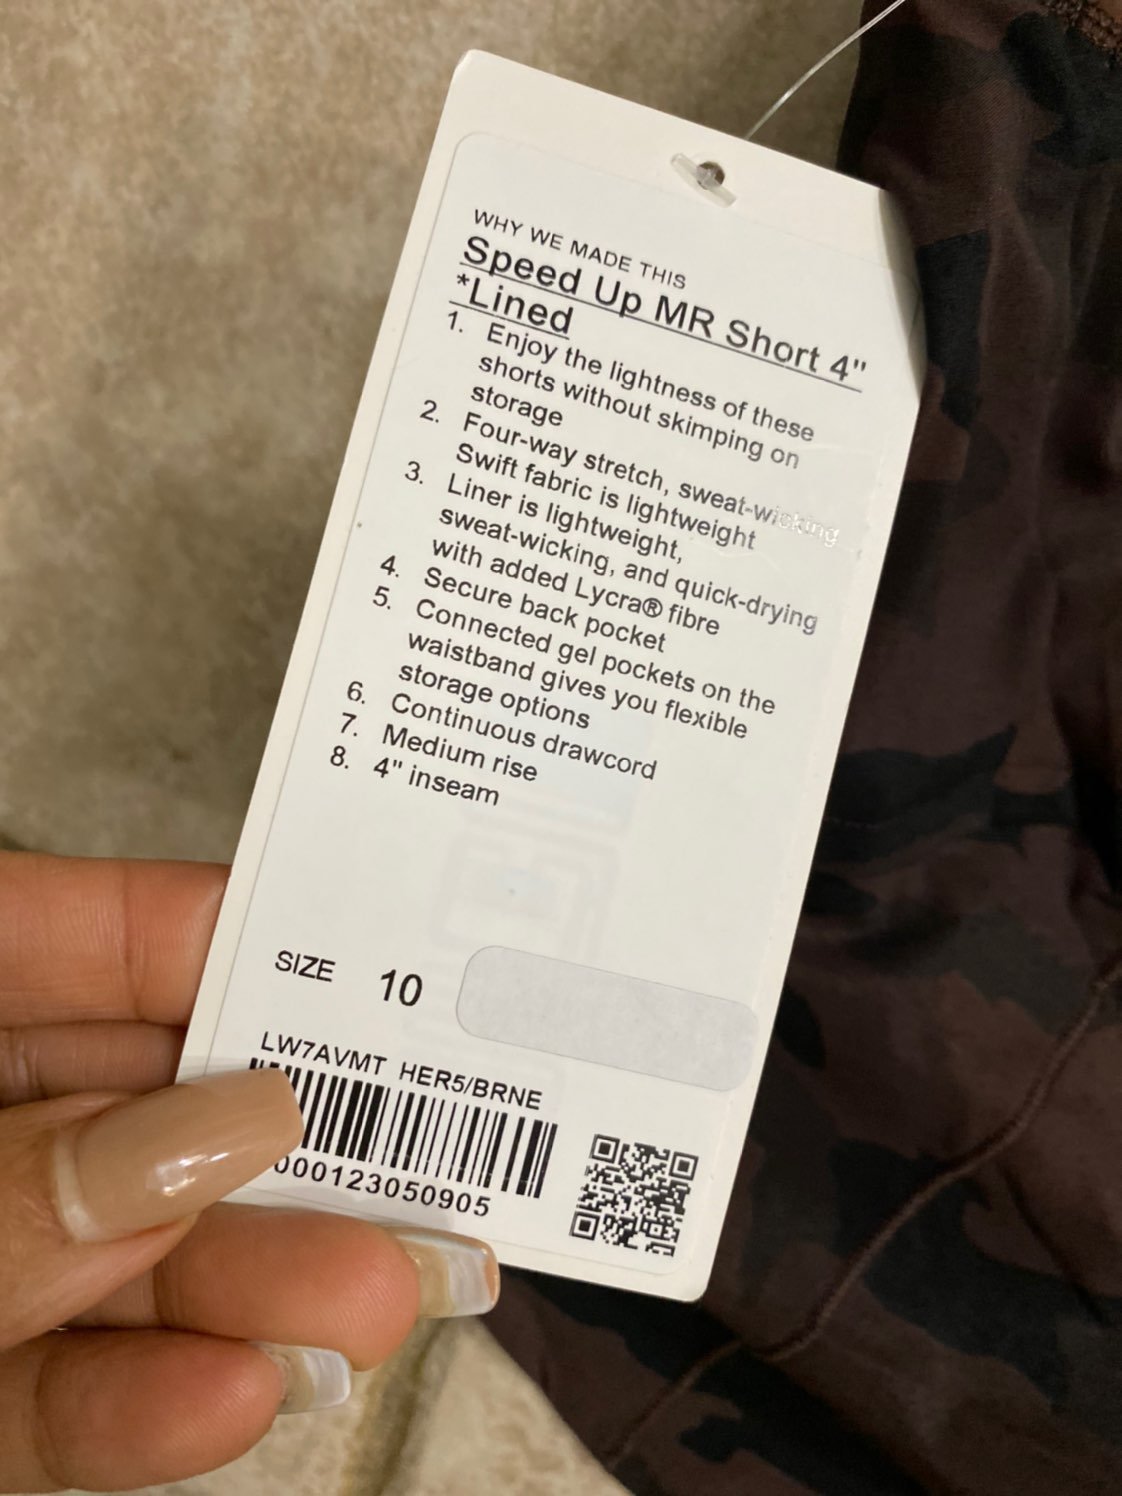 WHY WE MADE THIS
Speed Up MR Short 4"
*Lined
1. Enjoy the lightness of these
shorts without skimping on
storage
2. Four-way stretch, sweat-wicking
Swift fabric is lightweight
3. Liner is lightweight,
sweat-wicking, and quick-drying
with added Lycra® fibre
4. Secure back pocket
5. Connected gel pockets on the
waistband gives you flexible
storage options
6. Continuous drawcord
7. Medium rise
8. 4" inseam
SIZE 10
LW7AVMT HER5/BRNE
000123050905